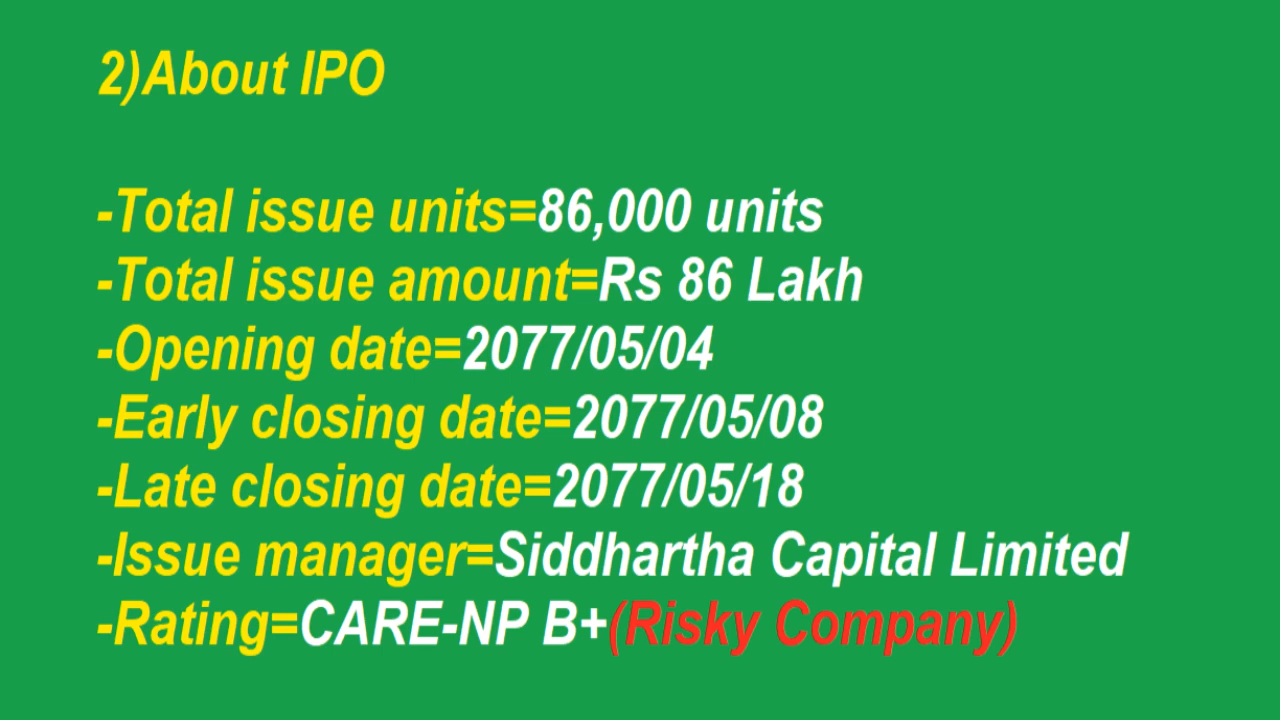 2)About IPO
-Total issue units=86,000 units
-Total issue amount=Rs 86 Lakh
-Opening date=2077/05/04
-Early closing date=2077/05/08
-Late closing date=2077/05/18
-Issue manager=Siddhartha Capital Limited
-Rating=CARE-NP B+(Risky Company)